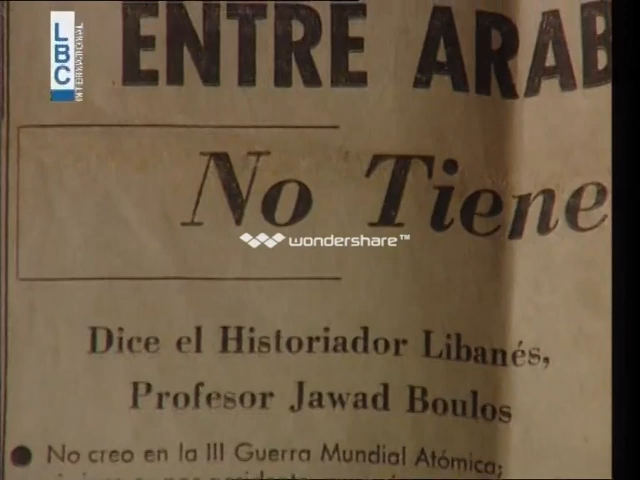 LBC
INTERNATIONAL
ENTRE ARAB
No Tiene
wondershare™
Dice el Historiador Libanés,
Profesor Jawad Boulos
● No creo en la III Guerra Mundial Atómica;